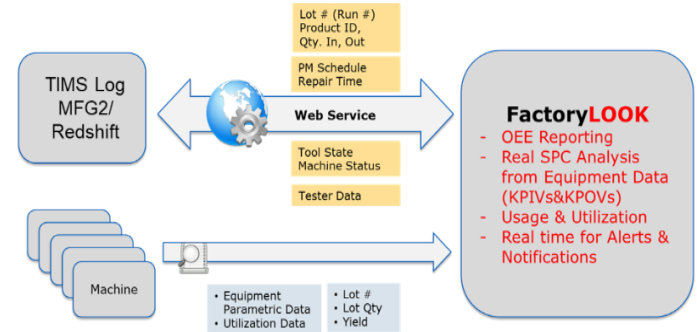 Lot # (Run #)
Product ID,
Qty. In, Out
PM Schedule
Repair Time
TIMS Log
MFG2/
Redshift
Web Service
Tool State
Machine Status
Tester Data
FactoryLOOK
- OEE Reporting
- Real SPC Analysis
from Equipment Data
(KPIVs&KPOVs)
- Usage & Utilization
- Real time for Alerts &
Notifications
Machine
• Equipment
Parametric Data
• Utilization Data
• Lot #
• Lot Qty
• Yield